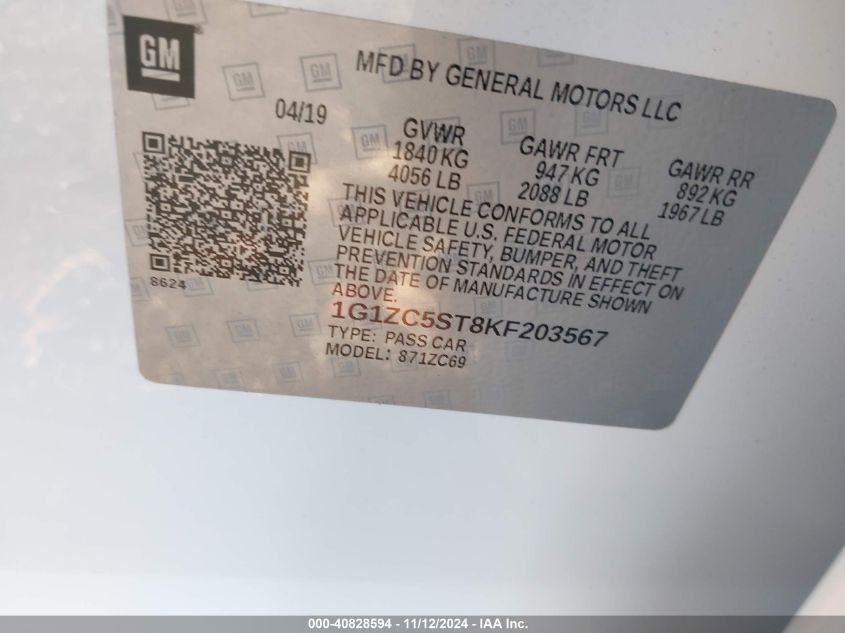 GM
MFD BY GENERAL MOTORS LLC
04/19
GVWR
1840 KG
4056 LB
GAWR FRT
947 KG
2088 LB
GAWR RR
892 KG
1967 LB
THIS VEHICLE CONFORMS TO ALL
APPLICABLE U.S. FEDERAL MOTOR
VEHICLE SAFETY, BUMPER, AND THEFT
PREVENTION STANDARDS IN EFFECT ON
THE DATE OF MANUFACTURE SHOWN
ABOVE.
8624
1G1ZC5ST8KF203567
TYPE: PASS CAR
MODEL: 871ZC69
000-40828594 - 11/12/2024 - IAA Inc.